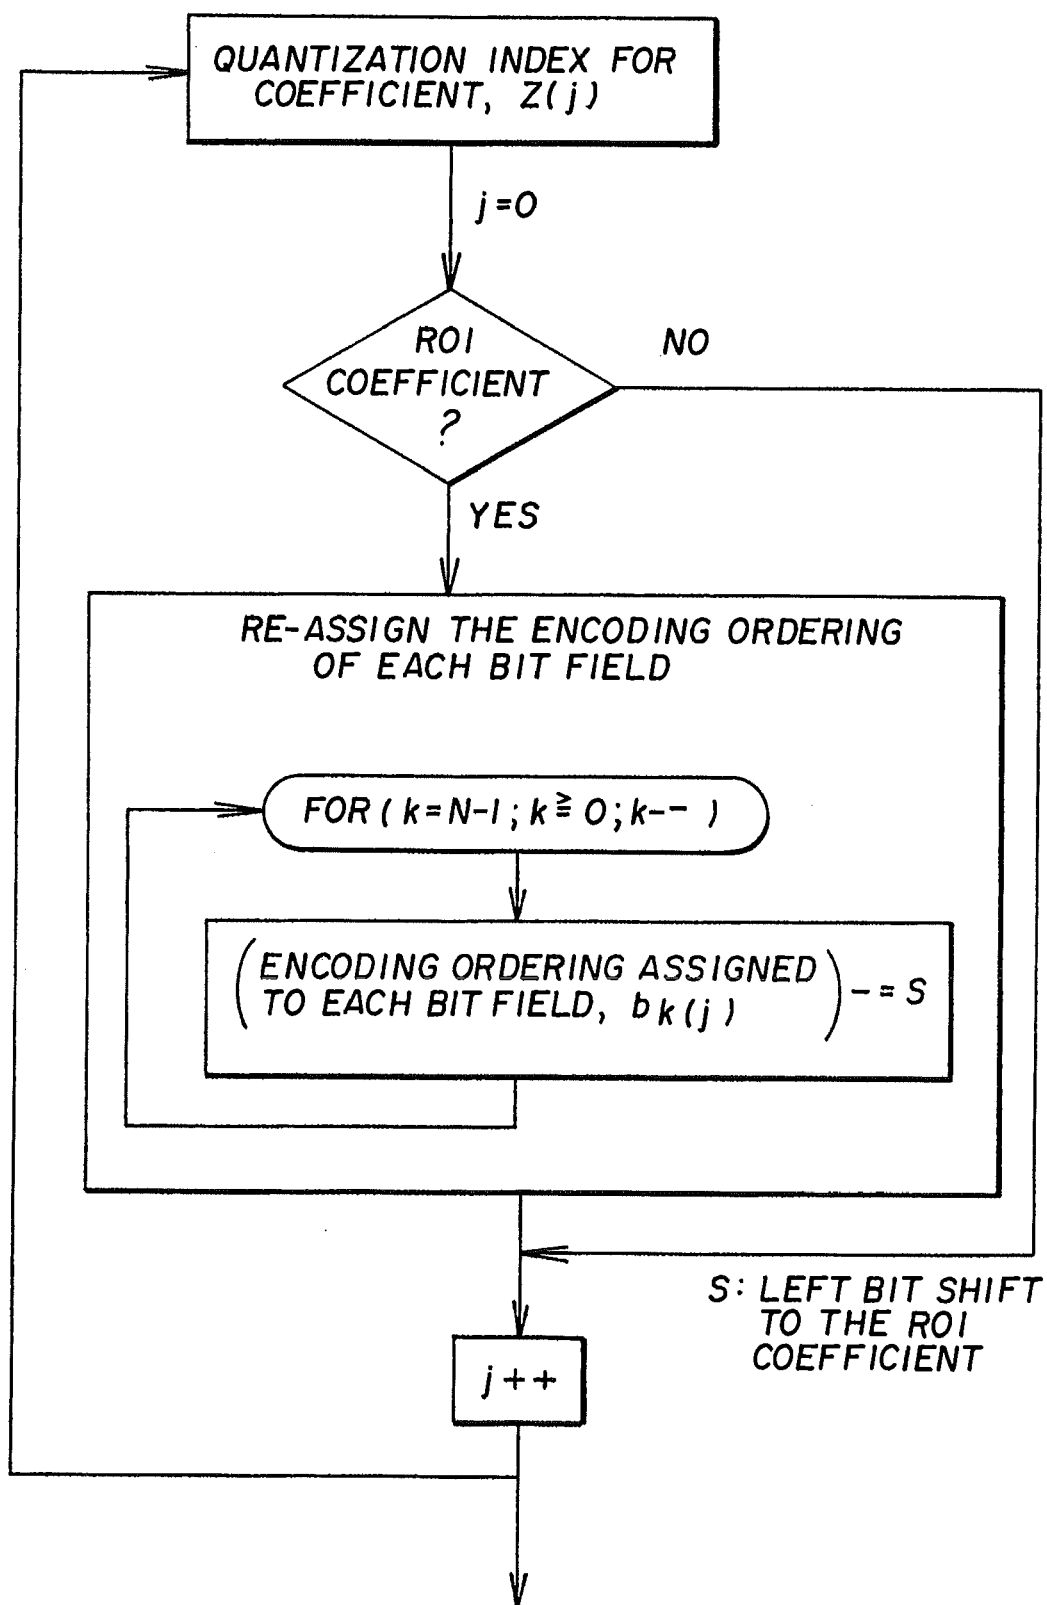 QUANTIZATION INDEX FOR
COEFFICIENT, Z(j)
j=0
ROI
COEFFICIENT
?
NO
YES
RE-ASSIGN THE ENCODING ORDERING
OF EACH BIT FIELD
FOR ( k=N-1; k≧0; k-- )
(ENCODING ORDERING ASSIGNED
TO EACH BIT FIELD, bk(j)) -= S
S: LEFT BIT SHIFT
TO THE ROI
COEFFICIENT
j++